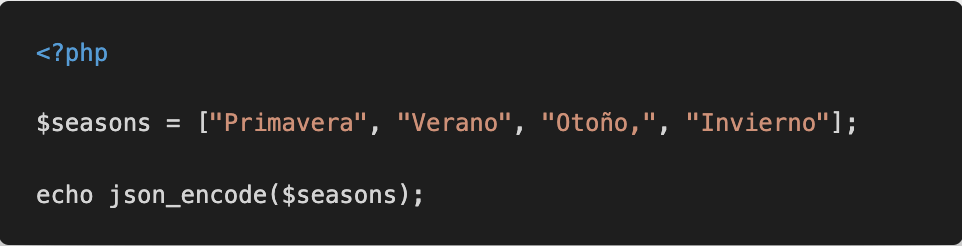 <?php
$seasons = ["Primavera", "Verano", "Otoño,", "Invierno"];
echo json_encode($seasons);